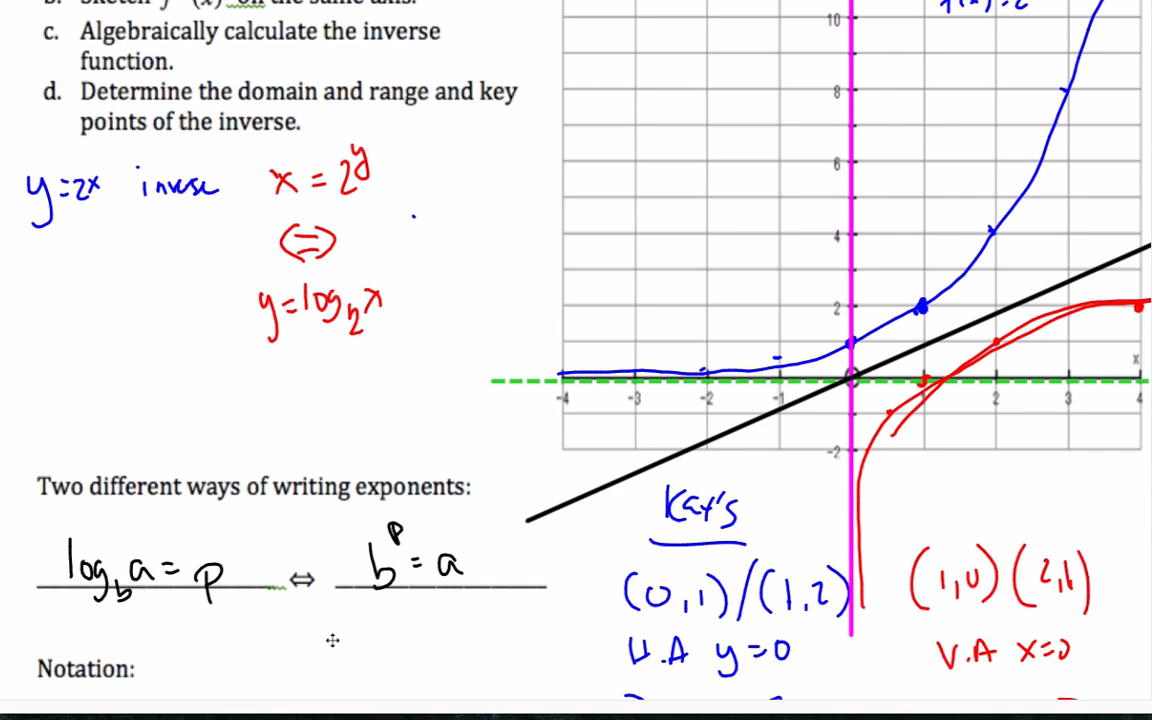 c. Algebraically calculate the inverse
function.
d. Determine the domain and range and key
points of the inverse.
y=2x inverse x = 2^y
⇔
y=log₂x
Two different ways of writing exponents:
log_b a = p ⇔ b^p = a
Notation:
10
8
6
4
2
x
-4 -3 -2 -1 2 3 4
-2
Key's
(0,1)/(1,2) (1,0)(2,1)
H.A y=0 V.A x=0